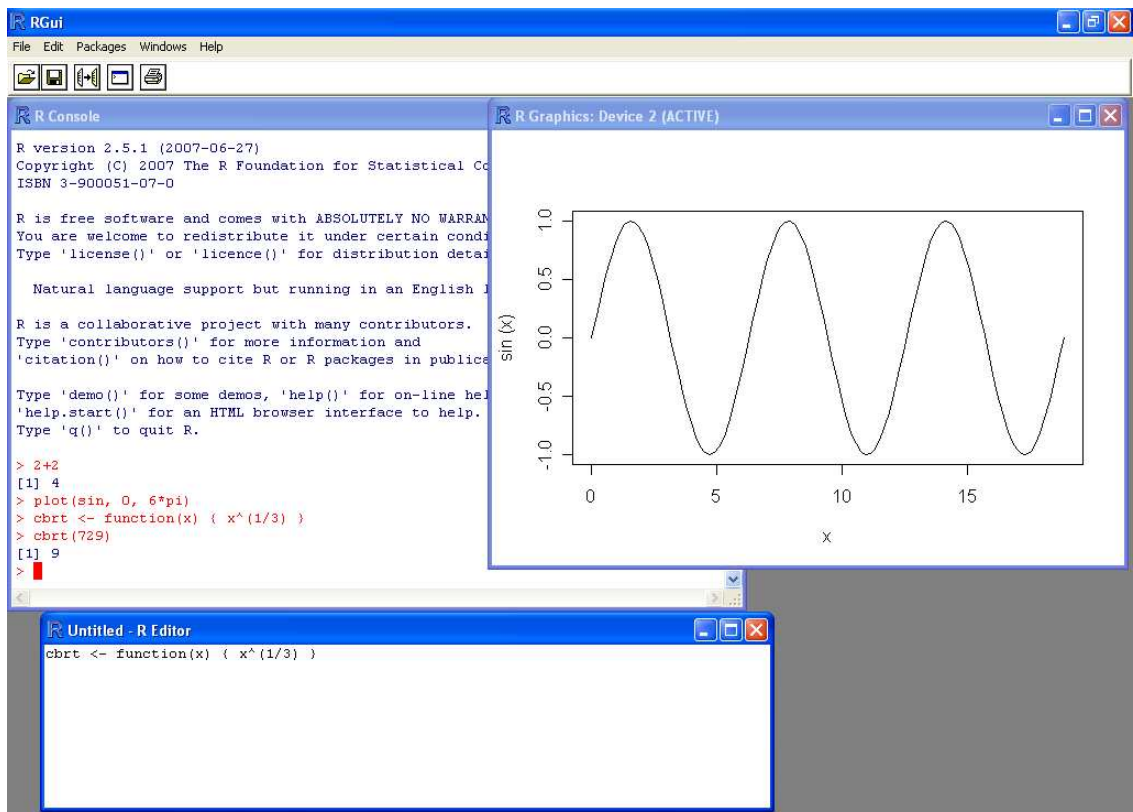 RGui
File Edit Packages Windows Help
R Console
R version 2.5.1 (2007-06-27)
Copyright (C) 2007 The R Foundation for Statistical Co
ISBN 3-900051-07-0
R is free software and comes with ABSOLUTELY NO WARRAN
You are welcome to redistribute it under certain condi
Type 'license()' or 'licence()' for distribution detai
Natural language support but running in an English l
R is a collaborative project with many contributors.
Type 'contributors()' for more information and
'citation()' on how to cite R or R packages in publica
Type 'demo()' for some demos, 'help()' for on-line hel
'help.start()' for an HTML browser interface to help.
Type 'q()' to quit R.
> 2+2
[1] 4
> plot(sin, 0, 6*pi)
> cbrt <- function(x) { x^(1/3) }
> cbrt(729)
[1] 9
>
R Graphics: Device 2 (ACTIVE)
sin (x)
1.0
0.5
0.0
-0.5
-1.0
0 5 10 15
x
Untitled - R Editor
cbrt <- function(x) { x^(1/3) }